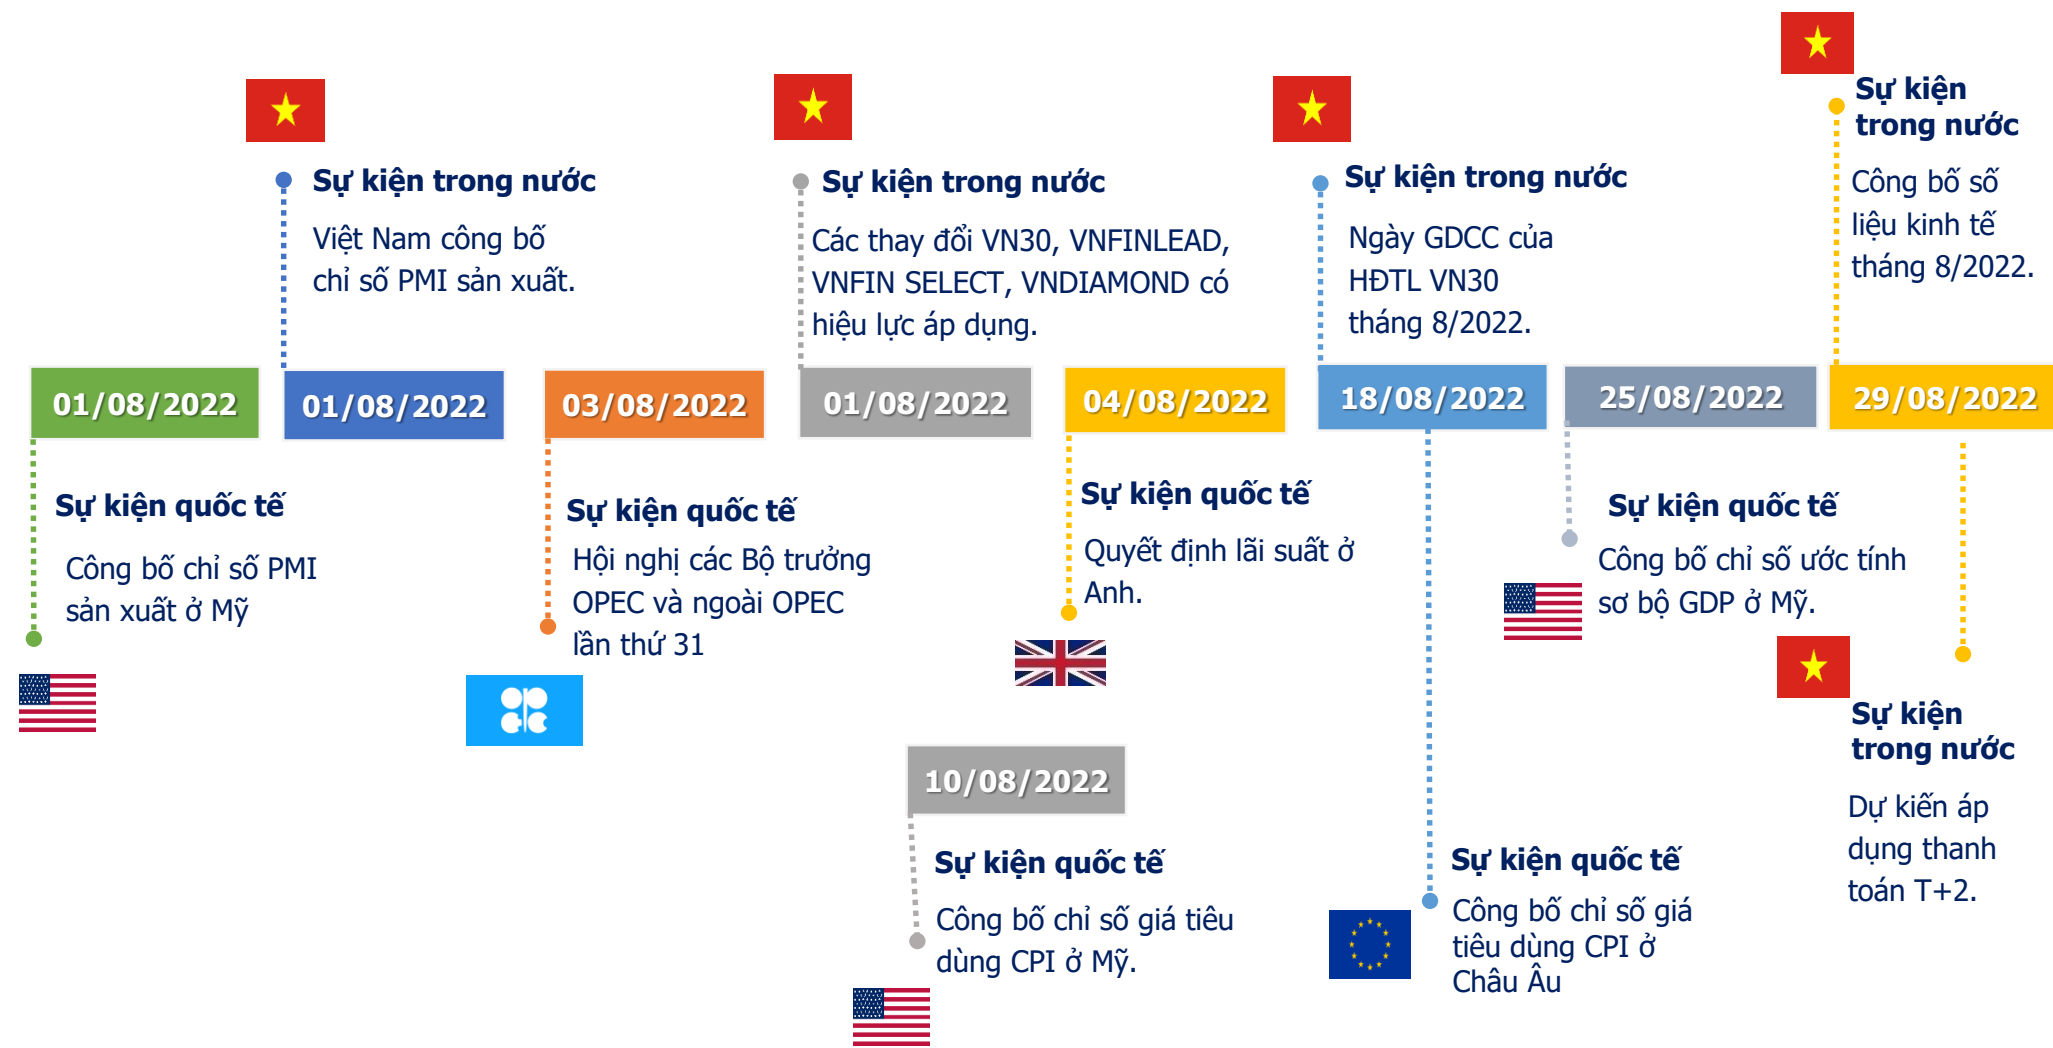 Sự kiện trong nước
Việt Nam công bố
chỉ số PMI sản xuất.
Sự kiện trong nước
Các thay đổi VN30, VNFINLEAD,
VNFIN SELECT, VNDIAMOND có
hiệu lực áp dụng.
Sự kiện trong nước
Ngày GDCC của
HĐTL VN30
tháng 8/2022.
Sự kiện
trong nước
Công bố số
liệu kinh tế
tháng 8/2022.
01/08/2022
01/08/2022
03/08/2022
01/08/2022
04/08/2022
18/08/2022
25/08/2022
29/08/2022
Sự kiện quốc tế
Công bố chỉ số PMI
sản xuất ở Mỹ
Sự kiện quốc tế
Hội nghị các Bộ trưởng
OPEC và ngoài OPEC
lần thứ 31
Sự kiện quốc tế
Quyết định lãi suất ở
Anh.
Sự kiện quốc tế
Công bố chỉ số ước tính
sơ bộ GDP ở Mỹ.
10/08/2022
Sự kiện quốc tế
Công bố chỉ số giá tiêu
dùng CPI ở Mỹ.
Sự kiện quốc tế
Công bố chỉ số giá
tiêu dùng CPI ở
Châu Âu
Sự kiện
trong nước
Dự kiến áp
dụng thanh
toán T+2.